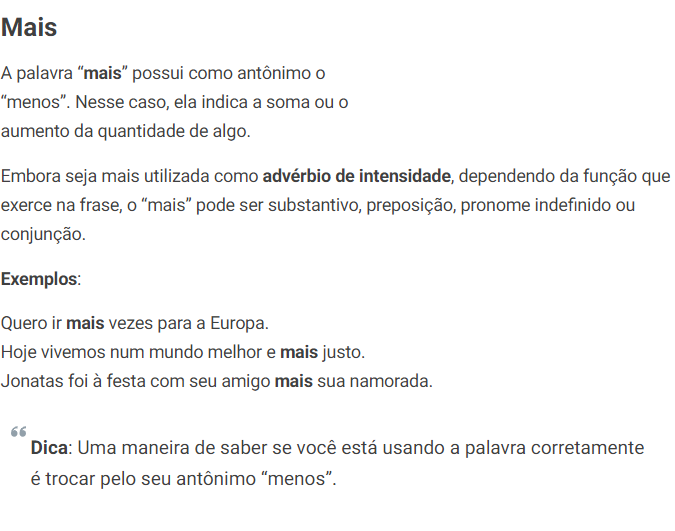 Mais
A palavra “mais” possui como antônimo o
“menos”. Nesse caso, ela indica a soma ou o
aumento da quantidade de algo.
Embora seja mais utilizada como advérbio de intensidade, dependendo da função que
exerce na frase, o “mais” pode ser substantivo, preposição, pronome indefinido ou
conjunção.
Exemplos:
Quero ir mais vezes para a Europa.
Hoje vivemos num mundo melhor e mais justo.
Jonatas foi à festa com seu amigo mais sua namorada.
“
Dica: Uma maneira de saber se você está usando a palavra corretamente
é trocar pelo seu antônimo “menos”.